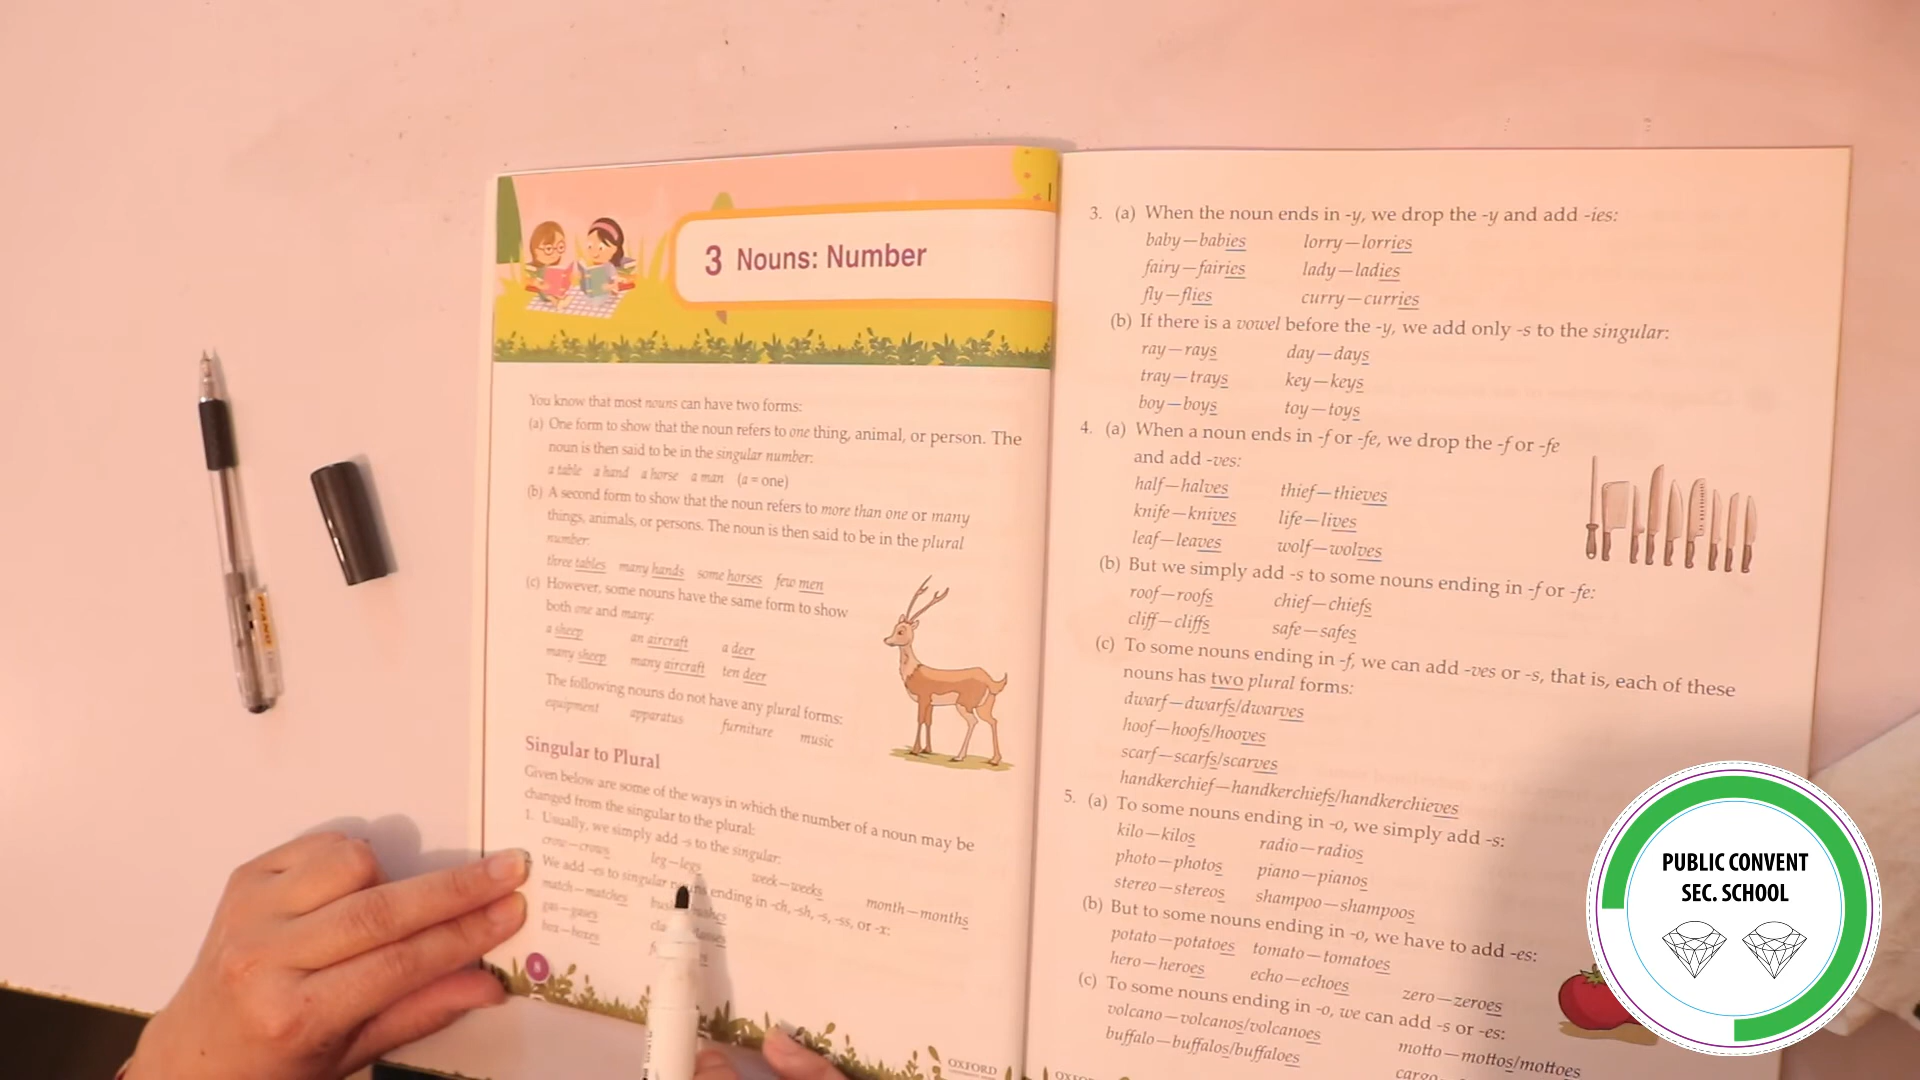 3 Nouns: Number
You know that most nouns can have two forms:
(a) One form to show that the noun refers to one thing, animal, or person. The
noun is then said to be in the singular number:
a table a hand a horse a man (a = one)
(b) A second form to show that the noun refers to more than one or many
things, animals, or persons. The noun is then said to be in the plural
number:
three tables many hands some horses few men
(c) However, some nouns have the same form to show
both one and many:
a sheep an aircraft a deer
many sheep many aircraft ten deer
The following nouns do not have any plural forms:
equipment apparatus furniture music
Singular to Plural
Given below are some of the ways in which the number of a noun may be
changed from the singular to the plural:
1. Usually, we simply add -s to the singular:
crow—crows leg—legs week—weeks month—months
We add -es to singular ending in -ch, -sh, -s, -ss, or -x:
match—matches
gas—gases
box—boxes
8
OXFORD
3. (a) When the noun ends in -y, we drop the -y and add -ies:
baby—babies lorry—lorries
fairy—fairies lady—ladies
fly—flies curry—curries
(b) If there is a vowel before the -y, we add only -s to the singular:
ray—rays day—days
tray—trays key—keys
boy—boys toy—toys
4. (a) When a noun ends in -f or -fe, we drop the -f or -fe
and add -ves:
half—halves thief—thieves
knife—knives life—lives
leaf—leaves wolf—wolves
(b) But we simply add -s to some nouns ending in -f or -fe:
roof—roofs chief—chiefs
cliff—cliffs safe—safes
(c) To some nouns ending in -f, we can add -ves or -s, that is, each of these
nouns has two plural forms:
dwarf—dwarfs/dwarves
hoof—hoofs/hooves
scarf—scarfs/scarves
handkerchief—handkerchiefs/handkerchieves
5. (a) To some nouns ending in -o, we simply add -s:
kilo—kilos radio—radios
photo—photos piano—pianos
stereo—stereos shampoo—shampoos
(b) But to some nouns ending in -o, we have to add -es:
potato—potatoes tomato—tomatoes
hero—heroes echo—echoes zero—zeroes
(c) To some nouns ending in -o, we can add -s or -es:
volcano—volcanos/volcanoes motto—mottos/mottoes
buffalo—buffalos/buffaloes
PUBLIC CONVENT
SEC. SCHOOL